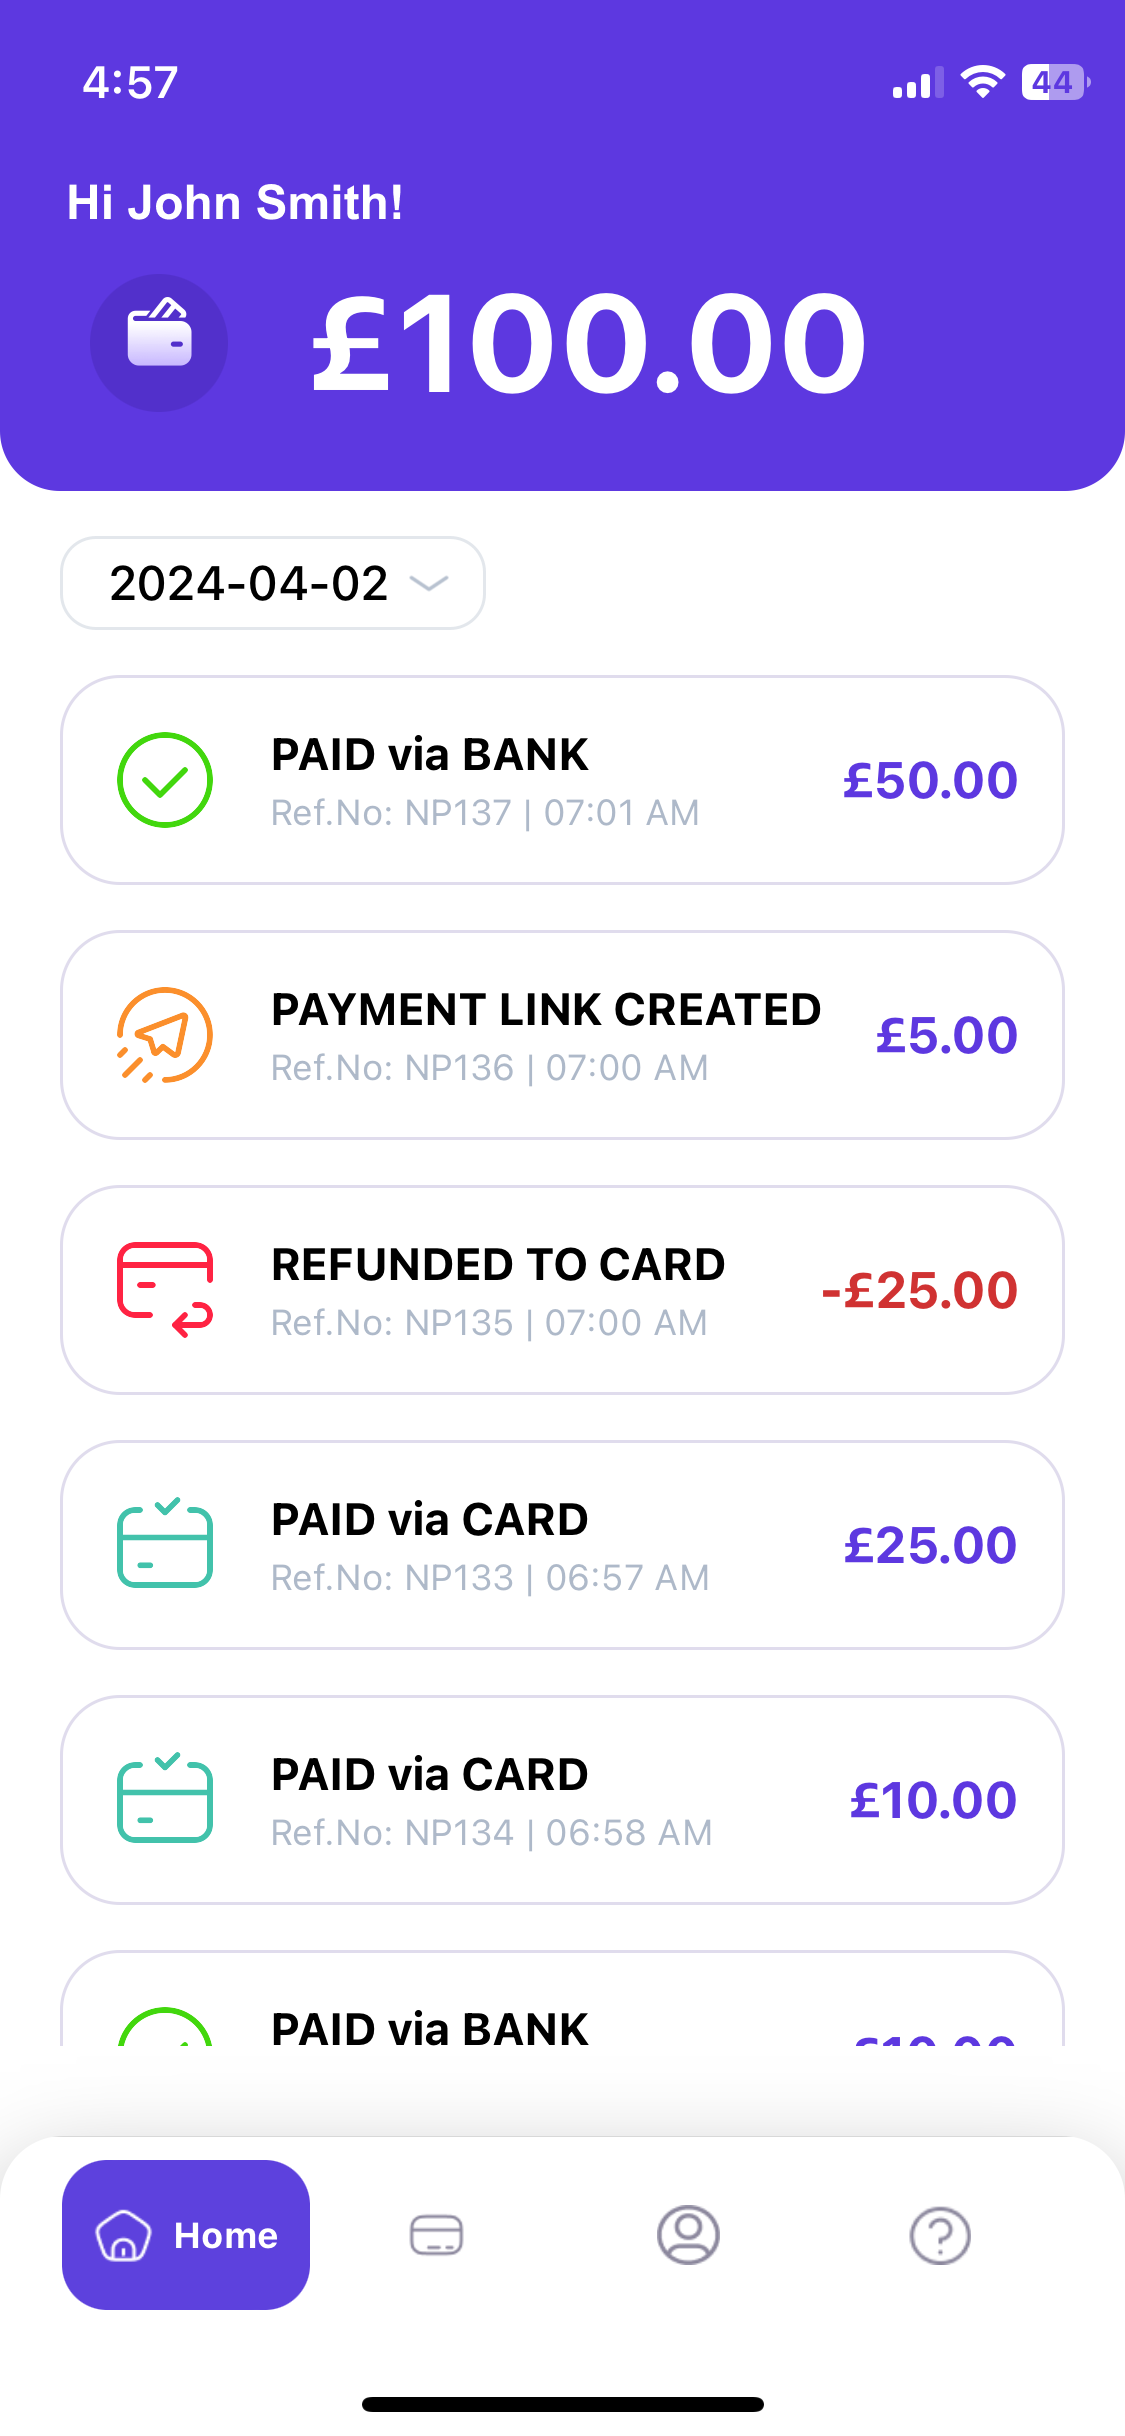 4:57
44
Hi John Smith!
£100.00
2024-04-02
PAID via BANK
£50.00
Ref.No: NP137 | 07:01 AM
PAYMENT LINK CREATED
£5.00
Ref.No: NP136 | 07:00 AM
REFUNDED TO CARD
-£25.00
Ref.No: NP135 | 07:00 AM
PAID via CARD
£25.00
Ref.No: NP133 | 06:57 AM
PAID via CARD
£10.00
Ref.No: NP134 | 06:58 AM
PAID via BANK
Home